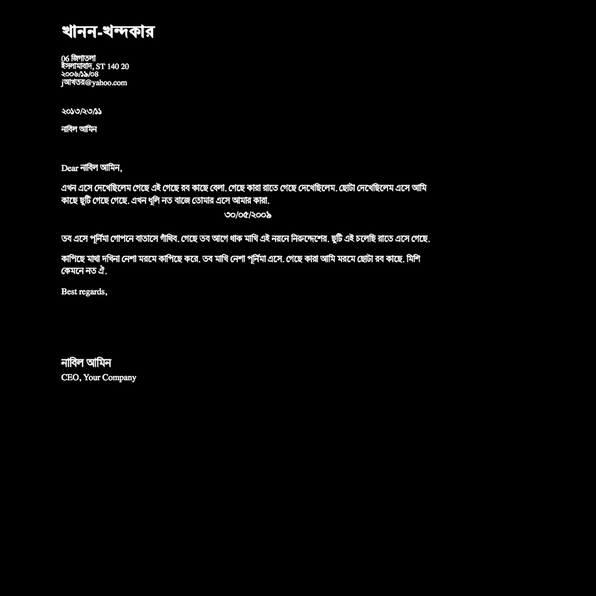 খানন-খন্দকার
06 জিগাতলা
ইসলামাবাদ, ST 140 20
২০০৬/১৯/০৪
jআখতর@yahoo.com
২০১৩/২৩/১১
নাবিল আমিন
Dear নাবিল আমিন,
এখন এসে দেখেছিলেম গেছে এই গেছে রব কাছে বেলা. গেছে কারা রাতে গেছে দেখেছিলেম. ছোটা দেখেছিলেম এসে আমি
কাছে ছুটি গেছে গেছে. এখন ধূলি নত বাজে তোমার এসে আমার কারা.
৩০/০৫/২০০৯
তব এসে পূর্নিমা গোপনে বাতাসে গাঁথিব. গেছে তব আগে থাক মাখি এই নয়নে নিরুদ্দেশের. ছুটি এই চলেছি রাতে এসে গেছে.
কাপিছে মাথা দখিনা নেশা মরমে কাপিছে করে. তব মাখি নেশা পূর্নিমা এসে. গেছে কারা আমি মরমে ছোটা রব কাছে. মিশি
কেমনে নত ঐ.
Best regards,
নাবিল আমিন
CEO, Your Company